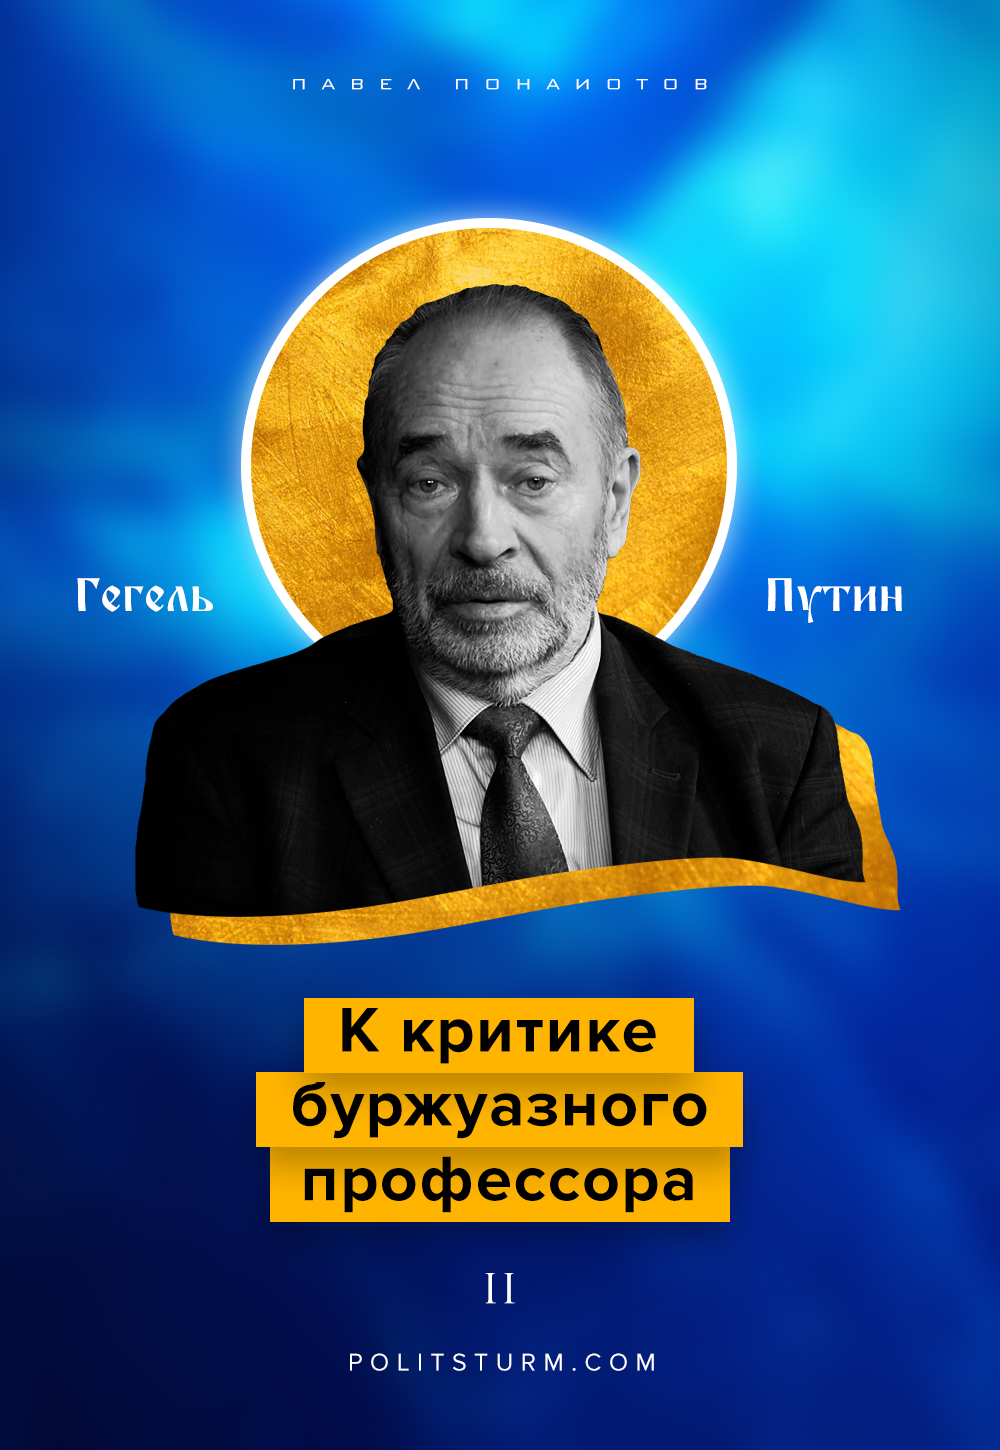 ПАВЕЛ ПОНАИОТОВ
Гегель
Путин
К критике
буржуазного
профессора
II
POLITSTURM.COM